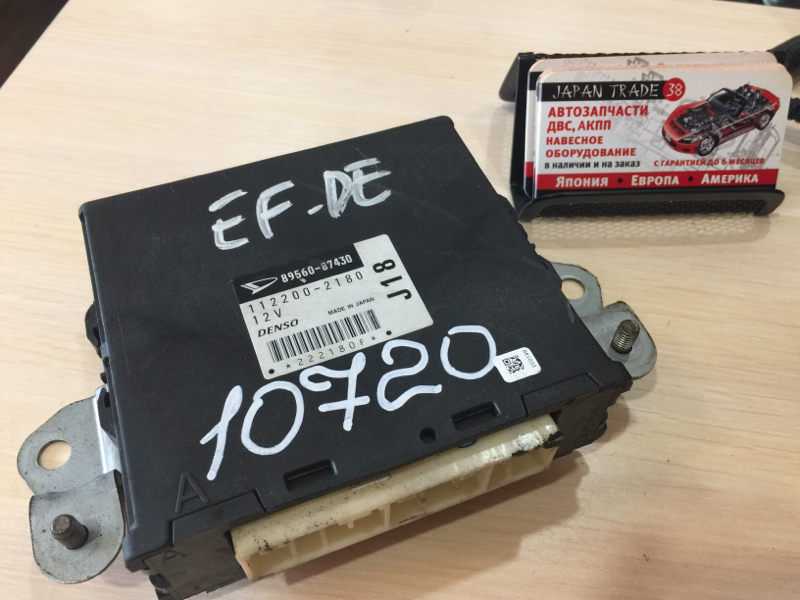 EF-DE
89560-87430
112200-2180
12V
J18
DENSO
MADE IN JAPAN
*222180F*
10720
A
JAPAN TRADE 38
АВТОЗАПЧАСТИ
ДВС, АКПП
НАВЕСНОЕ
ОБОРУДОВАНИЕ
в наличии и на заказ
С ГАРАНТИЕЙ ДО 6 МЕСЯЦЕВ
Япония • Европа • Америка